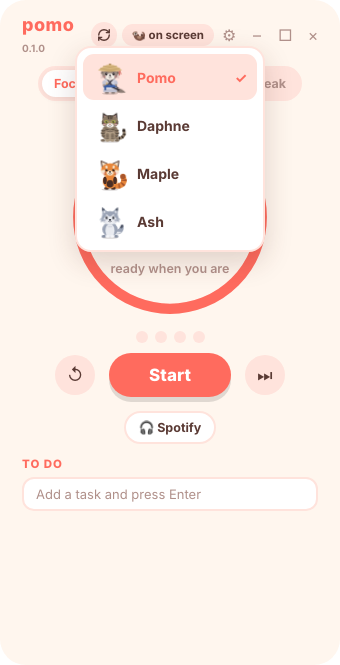 pomo
0.1.0
on screen
Foc
eak
Pomo
Daphne
Maple
Ash
ready when you are
Start
Spotify
TO DO
Add a task and press Enter